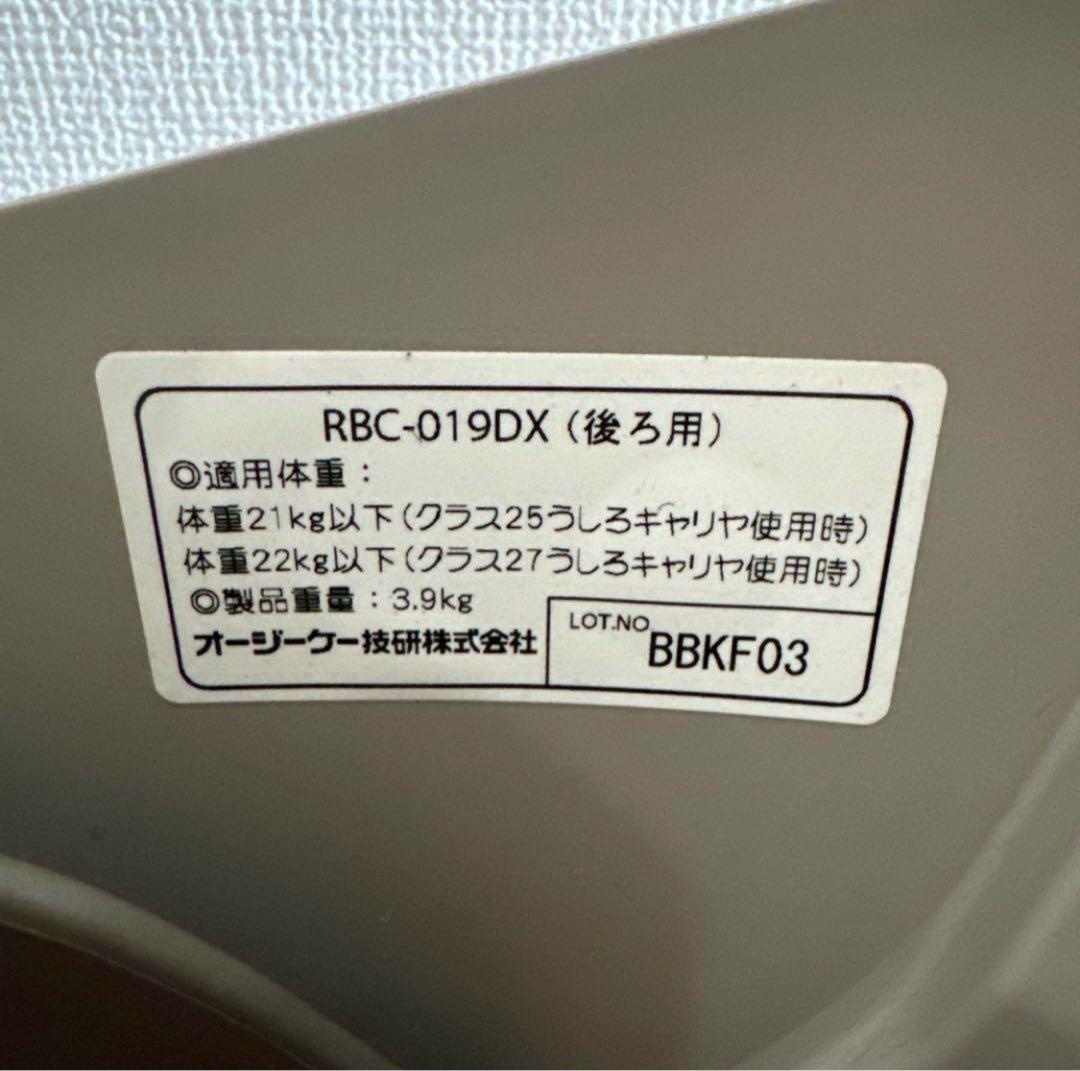 RBC-019DX（後ろ用）
◎適用体重：
体重21kg以下（クラス25うしろキャリヤ使用時）
体重22kg以下（クラス27うしろキャリヤ使用時）
◎製品重量：3.9kg
オージーケー技研株式会社
LOT.NO BBKF03